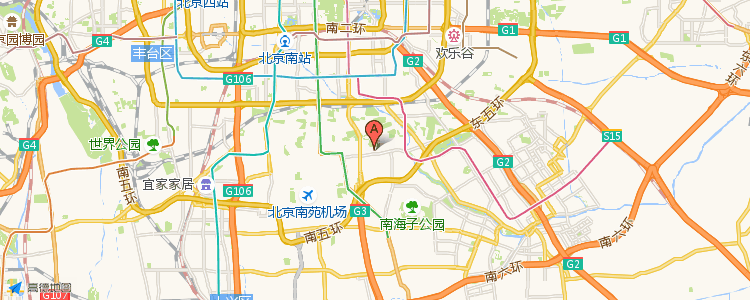 北京西站
南二环
G1
G1
京园博园
G4
丰台区
北京南站
欢乐谷
G2
G106
东五环
A
S15
G4
世界公园
G2
南五环
宜家家居
G106
北京南苑机场
G3
南海子公园
南五环
南六环
南六环
G2
高德地图
G107
大兴区